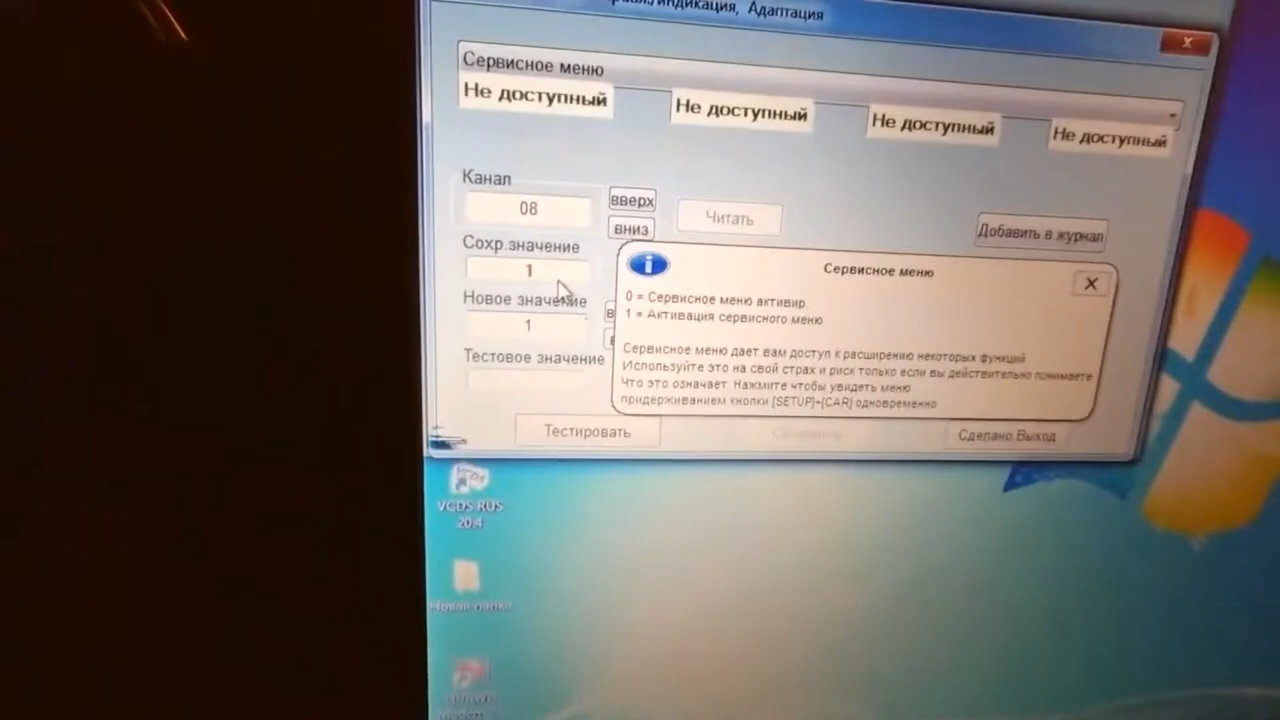 индикация, Адаптация
Сервисное меню
Не доступный Не доступный Не доступный Не доступный
Канал
08
вверх
вниз
Читать
Добавить в журнал
Сохр значение
1
Новое значение
1
Тестовое значение
Сервисное меню
0 = Сервисное меню активир.
1 = Активация сервисного меню
Сервисное меню дает вам доступ к расширению некоторых функций
Используйте это на свой страх и риск только если вы действительно понимаете
Что это означает. Нажмите чтобы увидеть меню
придерживанием кнопки [SETUP]+[CAR] одновременно
Тестировать
Сделано.Выход
VCDS RUS
20.4
Новая папка